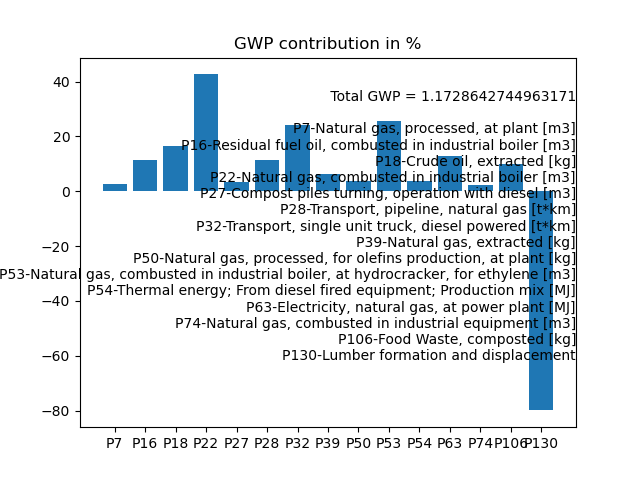 GWP contribution in %
40
20
0
−20
−40
−60
−80
Total GWP = 1.1728642744963171
P7-Natural gas, processed, at plant [m3]
P16-Residual fuel oil, combusted in industrial boiler [m3]
P18-Crude oil, extracted [kg]
P22-Natural gas, combusted in industrial boiler [m3]
P27-Compost piles turning, operation with diesel [m3]
P28-Transport, pipeline, natural gas [t*km]
P32-Transport, single unit truck, diesel powered [t*km]
P39-Natural gas, extracted [kg]
P50-Natural gas, processed, for olefins production, at plant [kg]
P53-Natural gas, combusted in industrial boiler, at hydrocracker, for ethylene [m3]
P54-Thermal energy; From diesel fired equipment; Production mix [MJ]
P63-Electricity, natural gas, at power plant [MJ]
P74-Natural gas, combusted in industrial equipment [m3]
P106-Food Waste, composted [kg]
P130-Lumber formation and displacement
P7 P16 P18 P22 P27 P28 P32 P39 P50 P53 P54 P63 P74 P106 P130